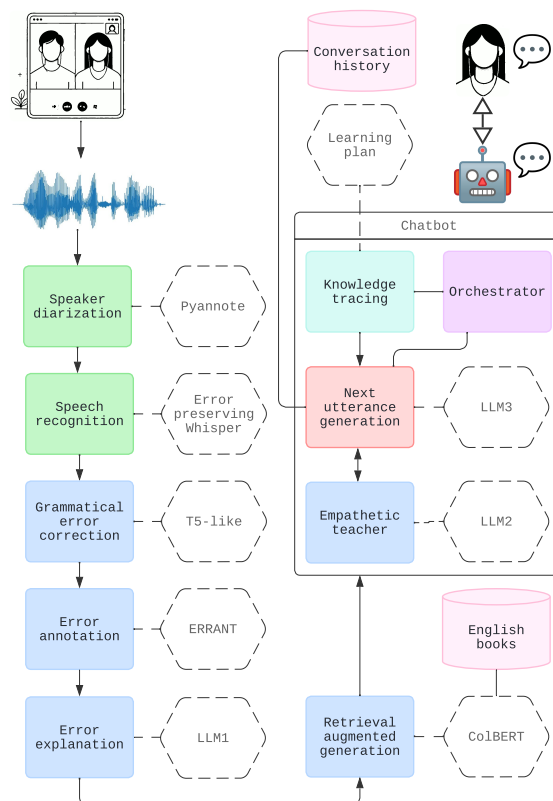 Conversation
history
Learning
plan
Chatbot
Speaker
diarization
Pyannote
Knowledge
tracing
Orchestrator
Speech
recognition
Error
preserving
Whisper
Next
utterance
generation
LLM3
Grammatical
error
correction
T5-like
Empathetic
teacher
LLM2
Error
annotation
ERRANT
English
books
Error
explanation
LLM1
Retrieval
augmented
generation
ColBERT